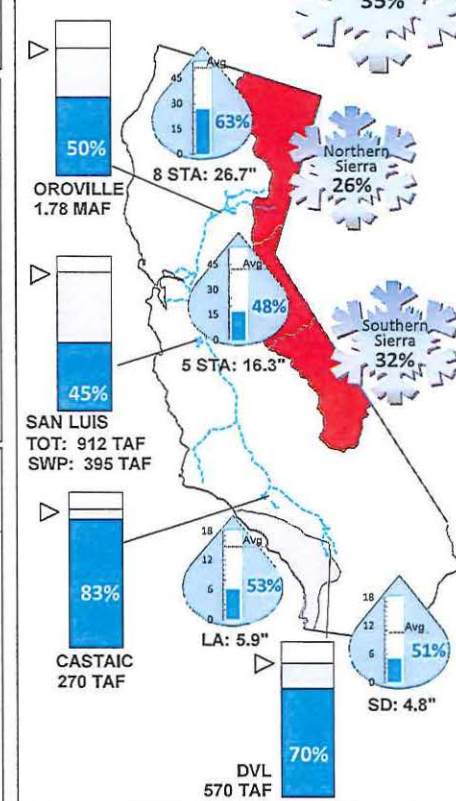 35%
Avg
45
30
15
0
63%
8 STA: 26.7"
50%
OROVILLE
1.78 MAF
Northern
Sierra
26%
Avg
45
30
15
0
48%
5 STA: 16.3"
Southern
Sierra
32%
45%
SAN LUIS
TOT: 912 TAF
SWP: 395 TAF
83%
CASTAIC
270 TAF
18
Avg
12
6
0
53%
LA: 5.9"
18
12
Avg
6
0
51%
SD: 4.8"
70%
DVL
570 TAF